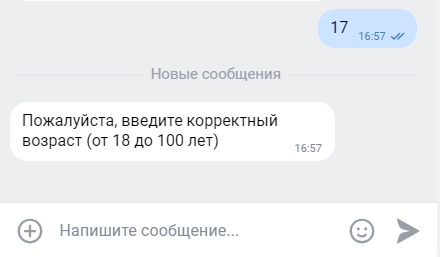 17
16:57
Новые сообщения
Пожалуйста, введите корректный
возраст (от 18 до 100 лет)
16:57
Напишите сообщение...